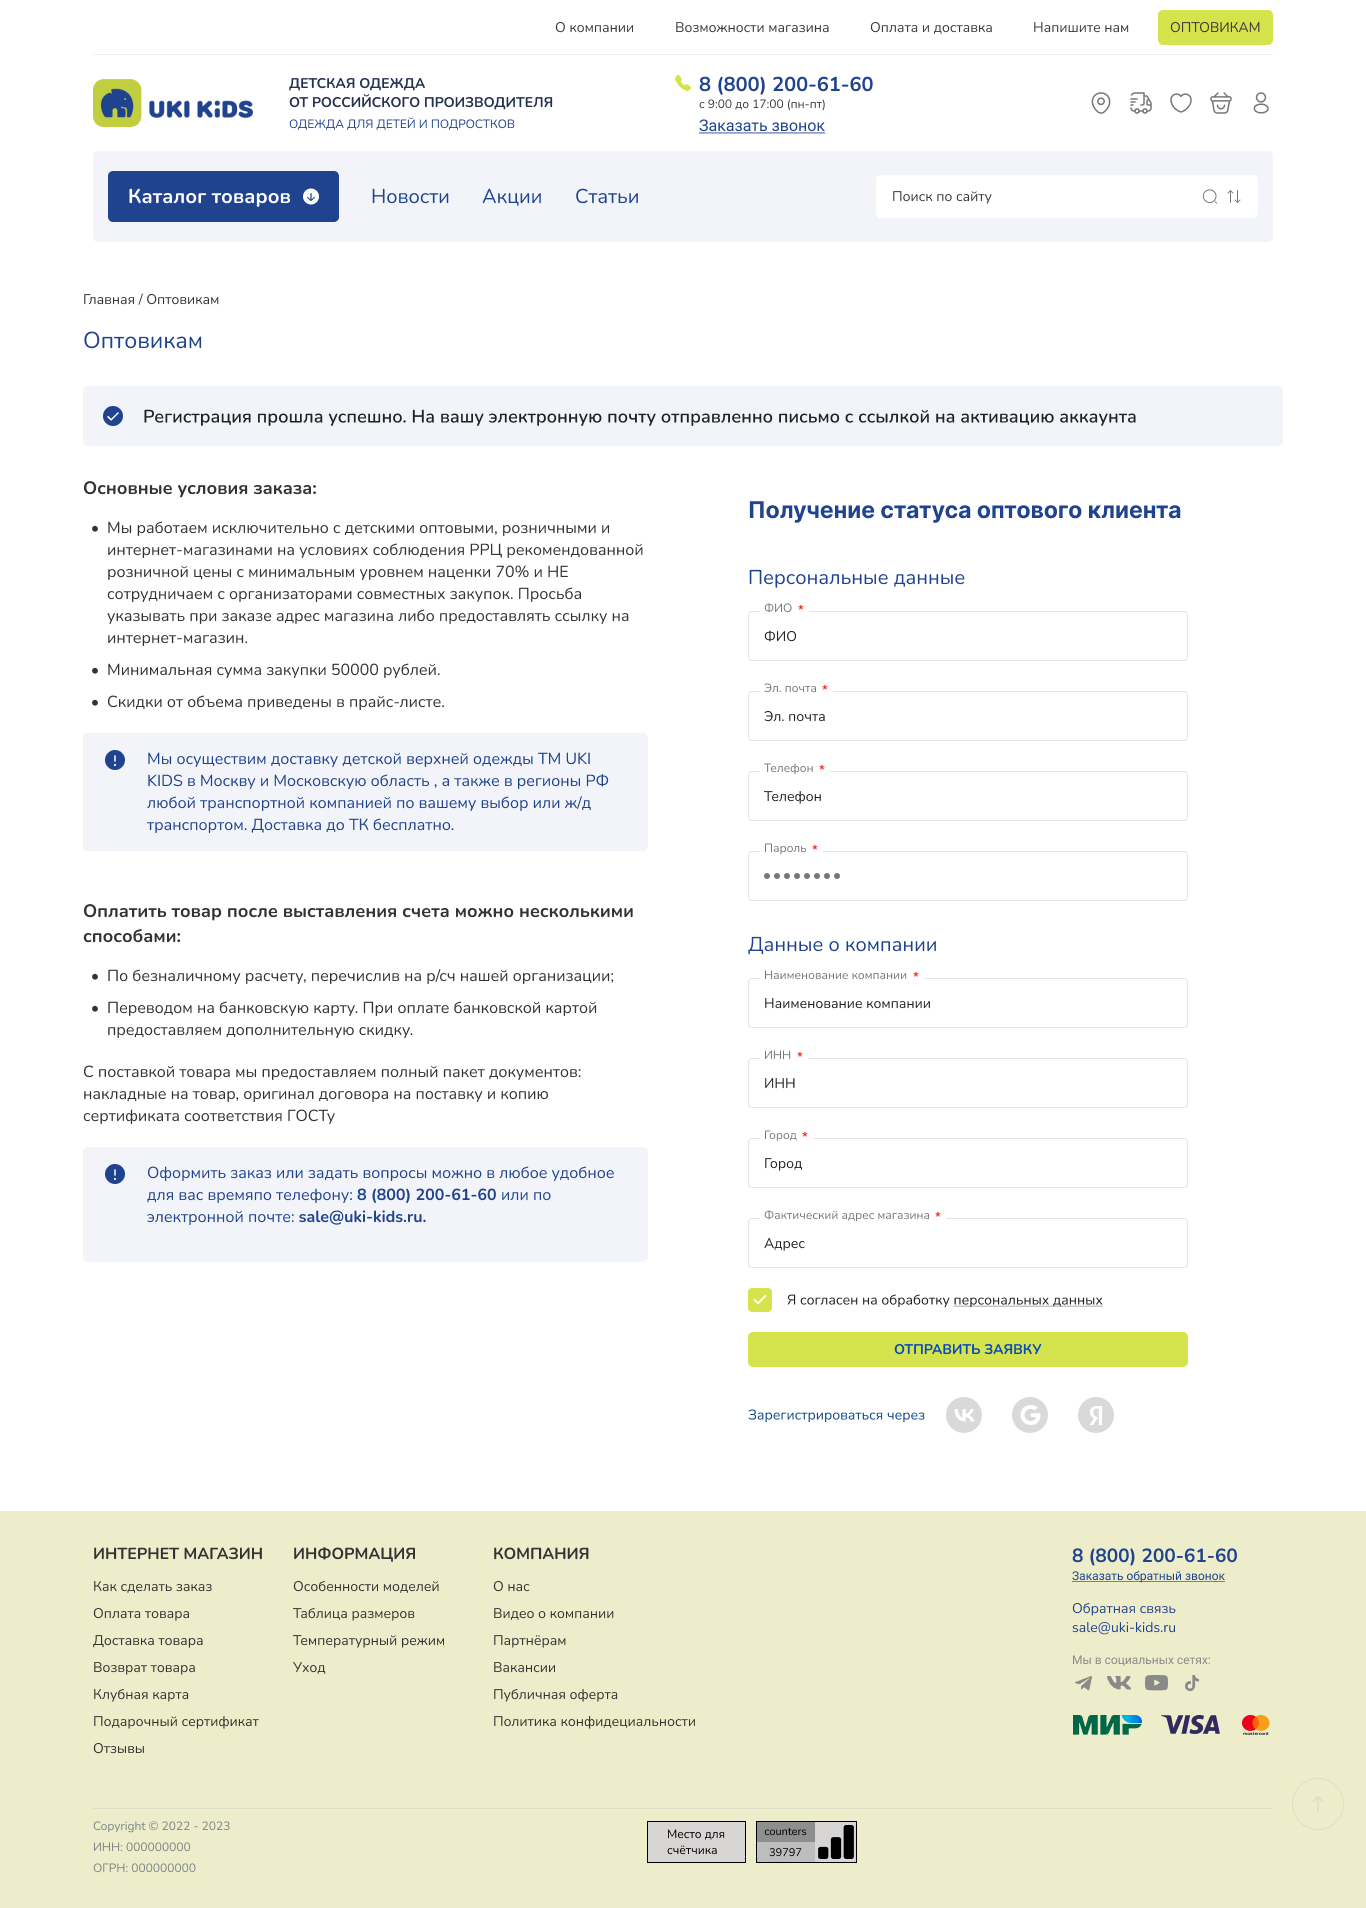 О компании
Возможности магазина
Оплата и доставка
Напишите нам
ОПТОВИКАМ
UKI KiDS
ДЕТСКАЯ ОДЕЖДА
ОТ РОССИЙСКОГО ПРОИЗВОДИТЕЛЯ
ОДЕЖДА ДЛЯ ДЕТЕЙ И ПОДРОСТКОВ
8 (800) 200-61-60
с 9:00 до 17:00 (пн-пт)
Заказать звонок
Каталог товаров
Новости
Акции
Статьи
Поиск по сайту
Главная / Оптовикам
Оптовикам
Регистрация прошла успешно. На вашу электронную почту отправленно письмо с ссылкой на активацию аккаунта
Основные условия заказа:
Мы работаем исключительно с детскими оптовыми, розничными и
интернет-магазинами на условиях соблюдения РРЦ рекомендованной
розничной цены с минимальным уровнем наценки 70% и НЕ
сотрудничаем с организаторами совместных закупок. Просьба
указывать при заказе адрес магазина либо предоставлять ссылку на
интернет-магазин.
Минимальная сумма закупки 50000 рублей.
Скидки от объема приведены в прайс-листе.
Мы осуществим доставку детской верхней одежды ТМ UKI
KIDS в Москву и Московскую область , а также в регионы РФ
любой транспортной компанией по вашему выбор или ж/д
транспортом. Доставка до ТК бесплатно.
Оплатить товар после выставления счета можно несколькими
способами:
По безналичному расчету, перечислив на р/сч нашей организации;
Переводом на банковскую карту. При оплате банковской картой
предоставляем дополнительную скидку.
С поставкой товара мы предоставляем полный пакет документов:
накладные на товар, оригинал договора на поставку и копию
сертификата соответствия ГОСТу
Оформить заказ или задать вопросы можно в любое удобное
для вас времяпо телефону: 8 (800) 200-61-60 или по
электронной почте: sale@uki-kids.ru.
Получение статуса оптового клиента
Персональные данные
ФИО *
ФИО
Эл. почта *
Эл. почта
Телефон *
Телефон
Пароль *
Данные о компании
Наименование компании *
Наименование компании
ИНН *
ИНН
Город *
Город
Фактический адрес магазина *
Адрес
Я согласен на обработку персональных данных
ОТПРАВИТЬ ЗАЯВКУ
Зарегистрироваться через
ИНТЕРНЕТ МАГАЗИН
Как сделать заказ
Оплата товара
Доставка товара
Возврат товара
Клубная карта
Подарочный сертификат
Отзывы
ИНФОРМАЦИЯ
Особенности моделей
Таблица размеров
Температурный режим
Уход
КОМПАНИЯ
О нас
Видео о компании
Партнёрам
Вакансии
Публичная оферта
Политика конфидециальности
8 (800) 200-61-60
Заказать обратный звонок
Обратная связь
sale@uki-kids.ru
Мы в социальных сетях:
МИР
VISA
mastercard
Copyright © 2022 - 2023
ИНН: 000000000
ОГРН: 000000000
Место для
счётчика
counters
39797